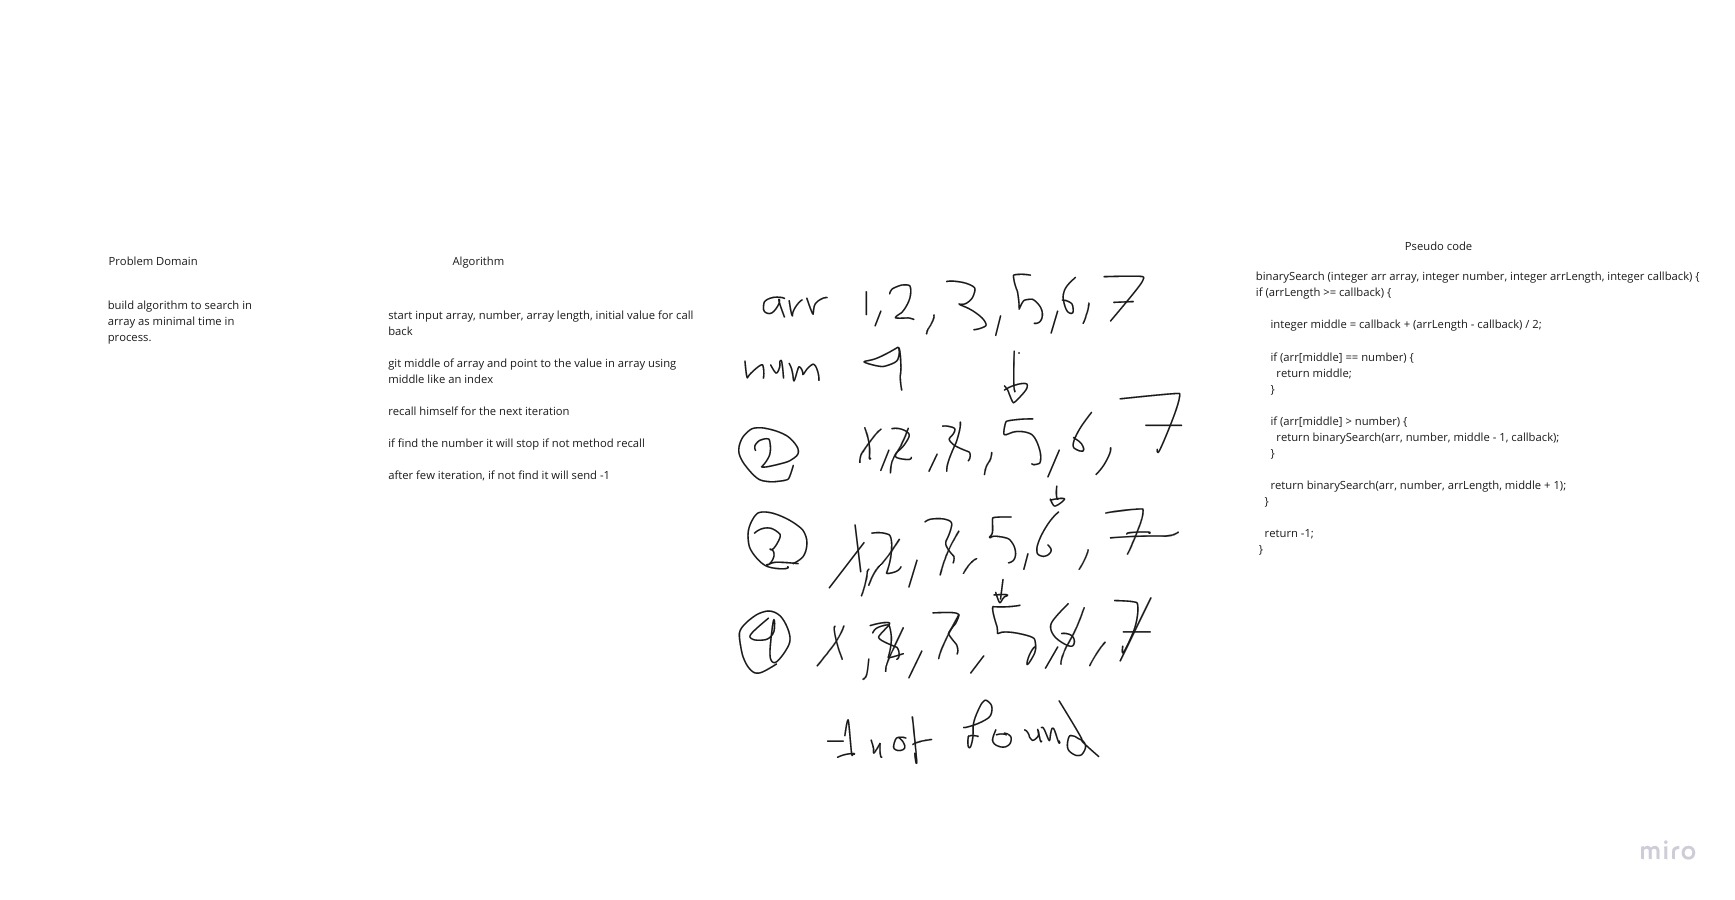 Problem Domain
build algorithm to search in
array as minimal time in
process.
Algorithm
start input array, number, array length, initial value for call
back
git middle of array and point to the value in array using
middle like an index
recall himself for the next iteration
if find the number it will stop if not method recall
after few iteration, if not find it will send -1
arr 1,2,3,5,6,7
num 4
2 1,2,3,5,6,7
3 1,2,3,5,6,7
4 1,2,3,5,6,7
-1 not found
Pseudo code
binarySearch (integer arr array, integer number, integer arrLength, integer callback) {
if (arrLength >= callback) {
integer middle = callback + (arrLength - callback) / 2;
if (arr[middle] == number) {
return middle;
}
if (arr[middle] > number) {
return binarySearch(arr, number, middle - 1, callback);
}
return binarySearch(arr, number, arrLength, middle + 1);
}
return -1;
}
miro